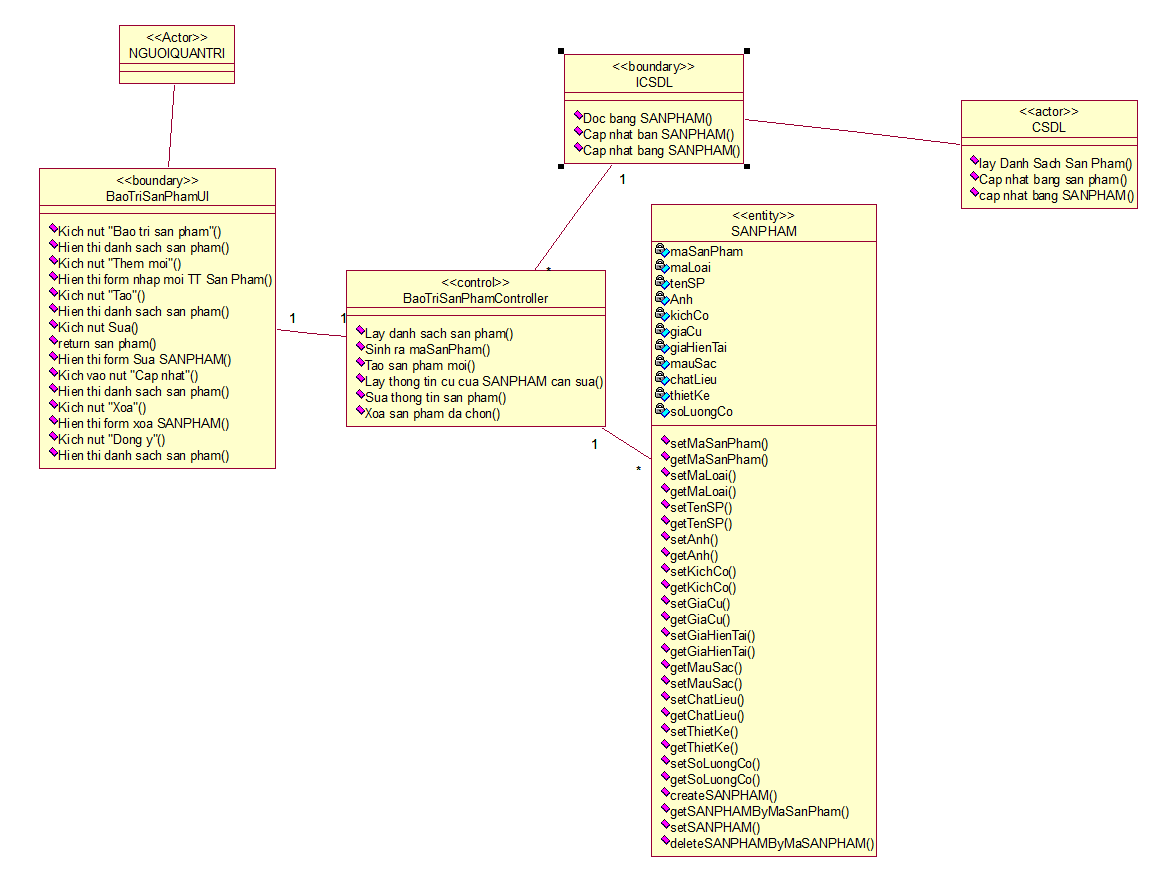 <<Actor>>
NGUOIQUANTRI
<<boundary>>
BaoTriSanPhamUI
Kich nut "Bao tri san pham"()
Hien thi danh sach san pham()
Kich nut "Them moi"()
Hien thi form nhap moi TT San Pham()
Kich nut "Tao"()
Hien thi danh sach san pham()
Kich nut Sua()
return san pham()
Hien thi form Sua SANPHAM()
Kich vao nut "Cap nhat"()
Hien thi danh sach san pham()
Kich nut "Xoa"()
Hien thi form xoa SANPHAM()
Kich nut "Dong y"()
Hien thi danh sach san pham()
1
1
<<control>>
BaoTriSanPhamController
Lay danh sach san pham()
Sinh ra maSanPham()
Tao san pham moi()
Lay thong tin cu cua SANPHAM can sua()
Sua thong tin san pham()
Xoa san pham da chon()
<<boundary>>
ICSDL
Doc bang SANPHAM()
Cap nhat ban SANPHAM()
Cap nhat bang SANPHAM()
1
*
<<actor>>
CSDL
lay Danh Sach San Pham()
Cap nhat bang san pham()
cap nhat bang SANPHAM()
1
*
<<entity>>
SANPHAM
maSanPham
maLoai
tenSP
Anh
kichCo
giaCu
giaHienTai
mauSac
chatLieu
thietKe
soLuongCo
setMaSanPham()
getMaSanPham()
setMaLoai()
getMaLoai()
setTenSP()
getTenSP()
setAnh()
getAnh()
setKichCo()
getKichCo()
setGiaCu()
getGiaCu()
setGiaHienTai()
getGiaHienTai()
getMauSac()
setMauSac()
setChatLieu()
getChatLieu()
setThietKe()
getThietKe()
setSoLuongCo()
getSoLuongCo()
createSANPHAM()
getSANPHAMByMaSanPham()
setSANPHAM()
deleteSANPHAMByMaSANPHAM()